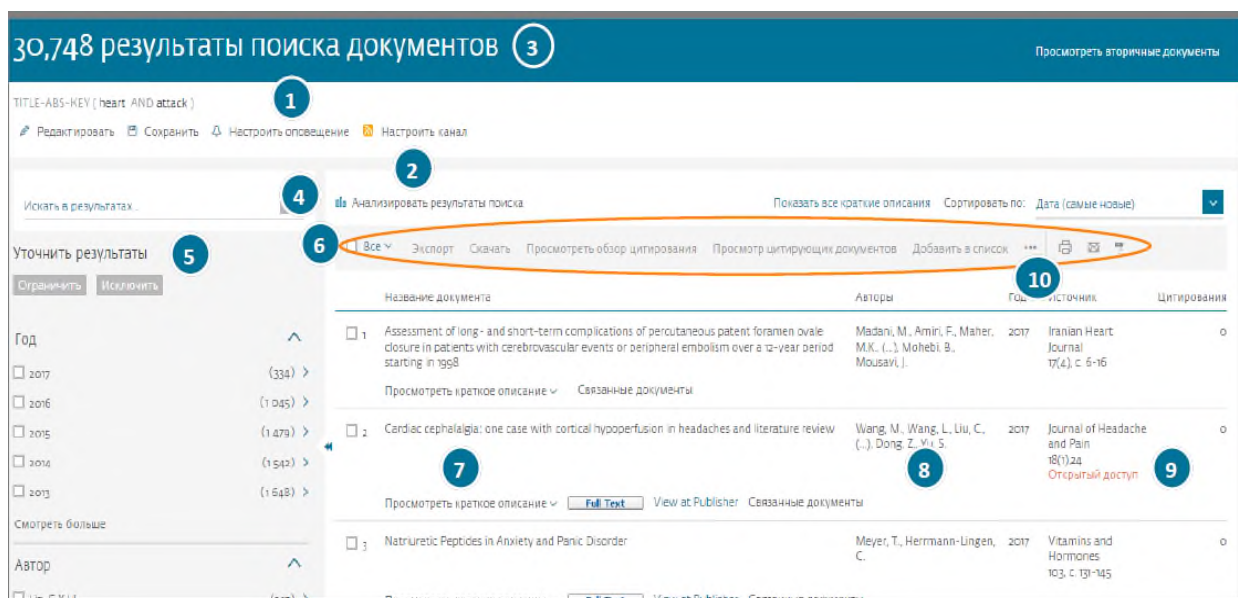 30,748 результаты поиска документов 3
Просмотреть вторичные документы
TITLE-ABS-KEY ( heart AND attack )
1
Редактировать Сохранить Настроить оповещение Настроить канал
2
Искать в результатах...
4
Анализировать результаты поиска
Показать все краткие описания Сортировать по: Дата (самые новые)
6
Все Экспорт Скачать Просмотреть обзор цитирования Просмотр цитирующих документов Добавить в список ...
Уточнить результаты 5
10
Ограничить Исключить
Название документа Авторы Год Источник Цитирования
Год
2017 (334)
2016 (1 045)
2015 (1 479)
2014 (1 542)
2013 (1 648)
Смотреть больше
Автор
1 Assessment of long- and short-term complications of percutaneous patent foramen ovale
closure in patients with cerebrovascular events or peripheral embolism over a 12-year period
starting in 1998
Madani, M., Amiri, F., Maher,
M.K., (...), Mohebi, B.,
Mousavi, J.
2017
Iranian Heart
Journal
17(4), с. 6-16
0
Просмотреть краткое описание Связанные документы
2 Cardiac cephalalgia: one case with cortical hypoperfusion in headaches and literature review
Wang, M., Wang, L., Liu, C.,
(...), Dong, Z., Yu, S.
2017
Journal of Headache
and Pain
18(1),24
Открытый доступ
0
7
8
9
Просмотреть краткое описание Full Text View at Publisher Связанные документы
3 Natriuretic Peptides in Anxiety and Panic Disorder
Meyer, T., Herrmann-Lingen,
C.
2017
Vitamins and
Hormones
103, с. 131-145
0